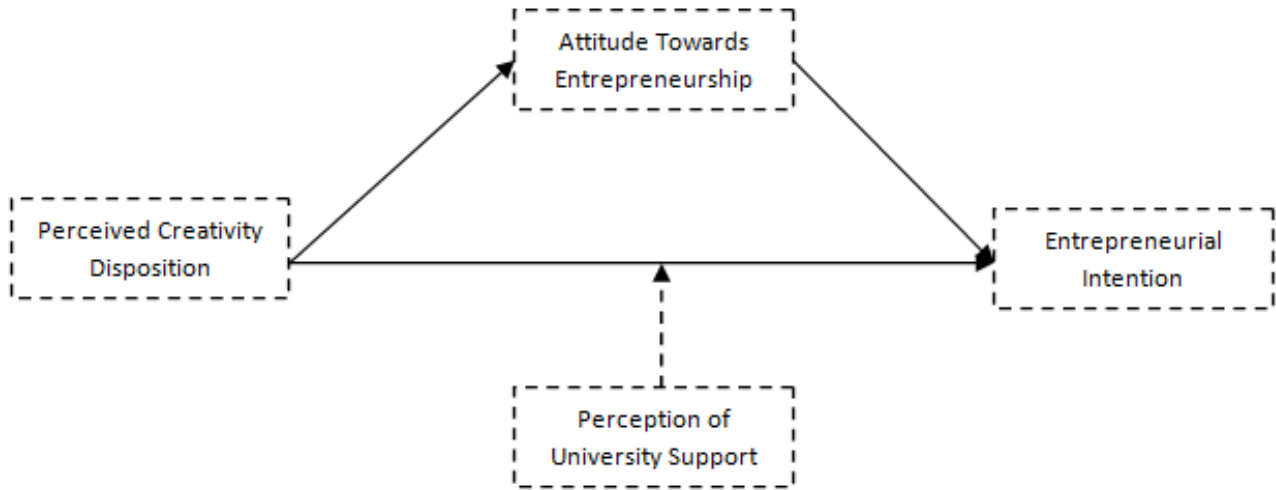 Attitude Towards
Entrepreneurship
Perceived Creativity
Disposition
Entrepreneurial
Intention
Perception of
University Support